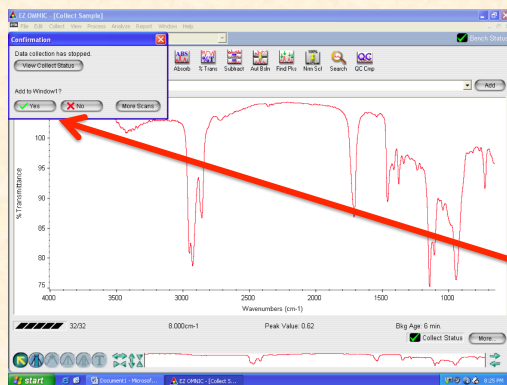 EZ OMNIC - [Collect Sample]
File Edit Collect View Process Analyze Report Window Help
Confirmation
Bench Status
Data collection has stopped.
View Collect Status
Absorb % Trans Subtract Aut Bsln Find Pks Nrm Scl Search QC Cmp
Add to Window1?
Add
Yes No More Scans
100
95
90
85
80
75
%Transmittance
4000 3500 3000 2500 2000 1500 1000
Wavenumbers (cm-1)
32/32 8.000cm-1 Peak Value: 0.62 Bkg Age: 6 min.
Collect Status More...
start Document1 - Microsof... EZ OMNIC - [Collect S... 8:25 PM